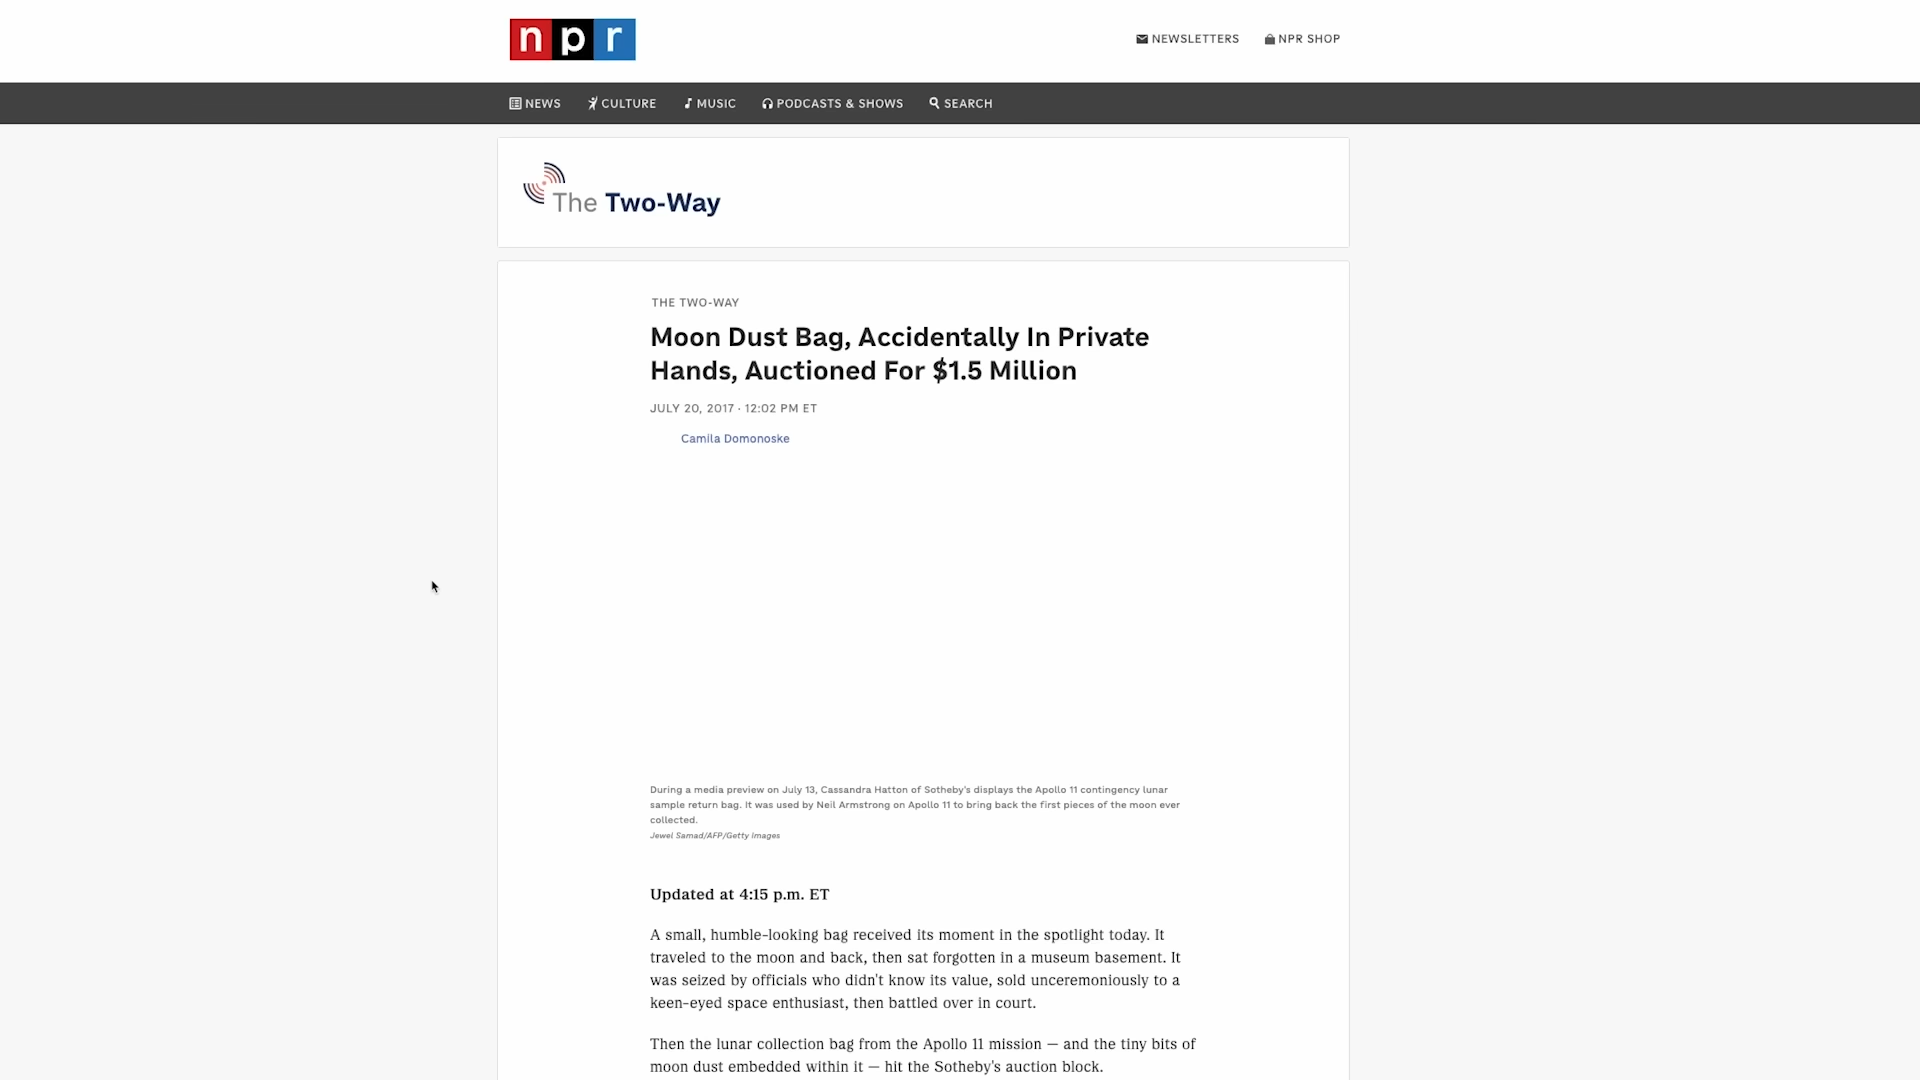 npr
NEWSLETTERS
NPR SHOP
NEWS
CULTURE
MUSIC
PODCASTS & SHOWS
SEARCH
The Two-Way
THE TWO-WAY
Moon Dust Bag, Accidentally In Private
Hands, Auctioned For $1.5 Million
JULY 20, 2017 · 12:02 PM ET
Camila Domonoske
During a media preview on July 13, Cassandra Hatton of Sotheby's displays the Apollo 11 contingency lunar
sample return bag. It was used by Neil Armstrong on Apollo 11 to bring back the first pieces of the moon ever
collected.
Jewel Samad/AFP/Getty Images
Updated at 4:15 p.m. ET
A small, humble-looking bag received its moment in the spotlight today. It
traveled to the moon and back, then sat forgotten in a museum basement. It
was seized by officials who didn't know its value, sold unceremoniously to a
keen-eyed space enthusiast, then battled over in court.
Then the lunar collection bag from the Apollo 11 mission — and the tiny bits of
moon dust embedded within it — hit the Sotheby's auction block.